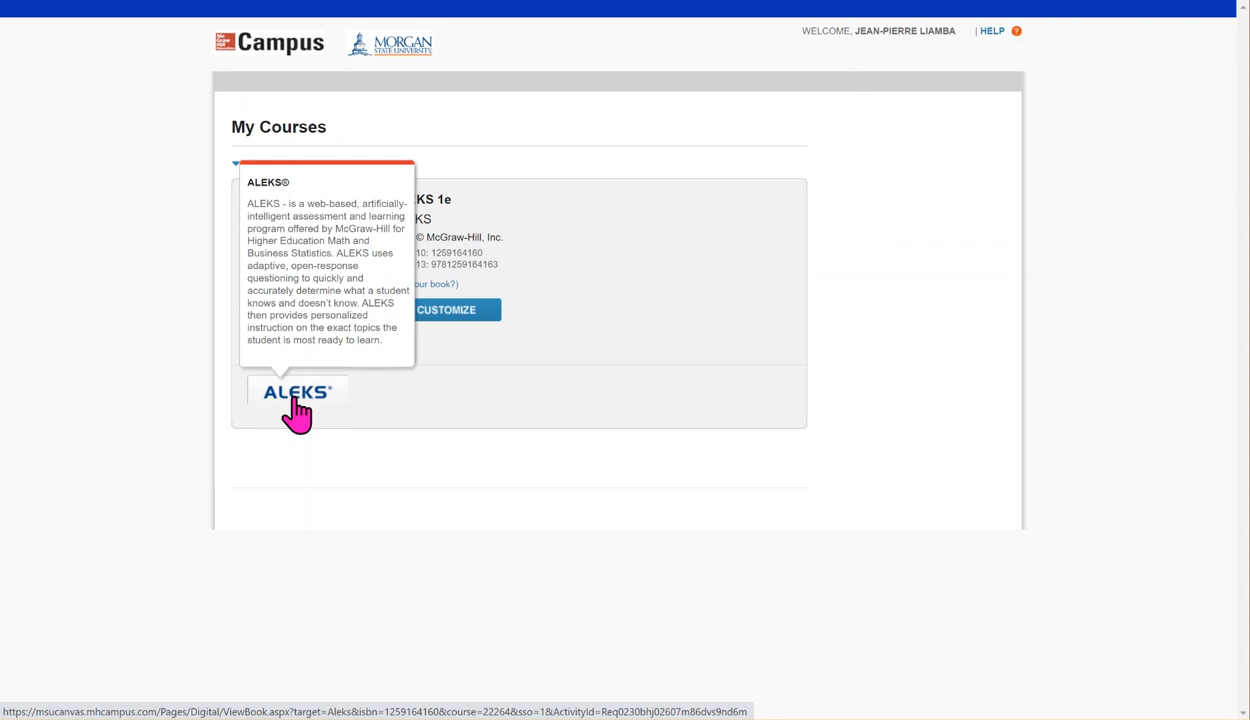 Mc Graw Hill Education Campus
MORGAN
STATE UNIVERSITY
WELCOME, JEAN-PIERRE LIAMBA | HELP ?
My Courses
ALEKS®
ALEKS - is a web-based, artificially-
intelligent assessment and learning
program offered by McGraw-Hill for
Higher Education Math and
Business Statistics. ALEKS uses
adaptive, open-response
questioning to quickly and
accurately determine what a student
knows and doesn't know. ALEKS
then provides personalized
instruction on the exact topics the
student is most ready to learn.
KS 1e
KS
© McGraw-Hill, Inc.
10: 1259164160
13: 9781259164163
our book?)
CUSTOMIZE
ALEKS®
https://msucanvas.mhcampus.com/Pages/Digital/ViewBook.aspx?target=Aleks&isbn=1259164160&course=22264&sso=1&ActivityId=Req0230bhj02607m86dvs9nd6m